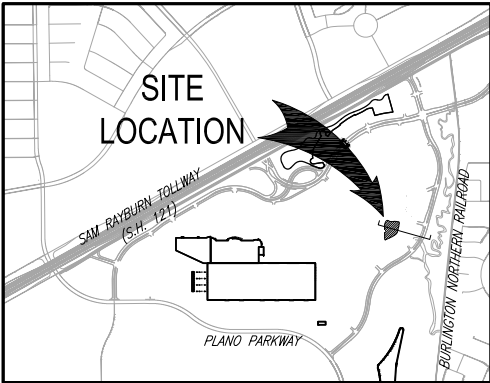 SITE
LOCATION
SAM RAYBURN TOLLWAY
(S.H. 121)
BURLINGTON NORTHERN RAILROAD
PLANO PARKWAY